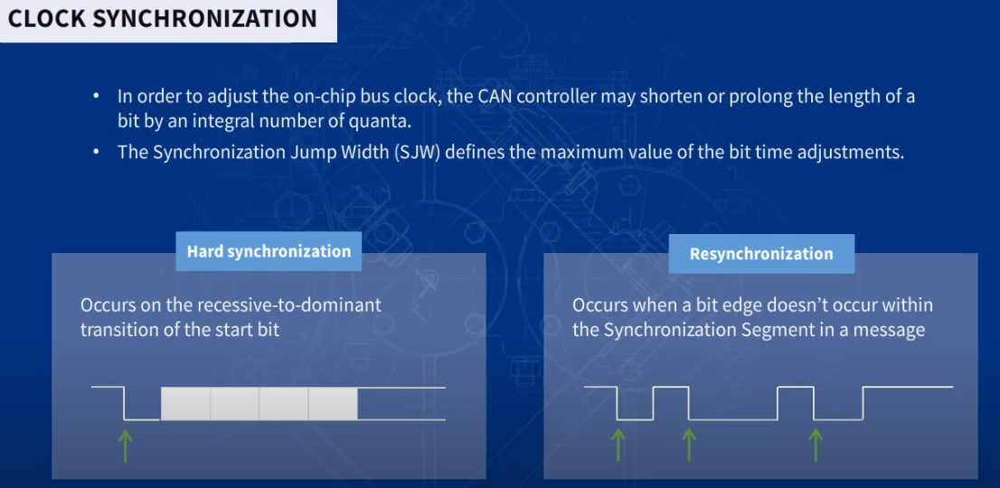 CLOCK SYNCHRONIZATION
• In order to adjust the on-chip bus clock, the CAN controller may shorten or prolong the length of a
bit by an integral number of quanta.
• The Synchronization Jump Width (SJW) defines the maximum value of the bit time adjustments.
Hard synchronization
Occurs on the recessive-to-dominant
transition of the start bit
Resynchronization
Occurs when a bit edge doesn’t occur within
the Synchronization Segment in a message